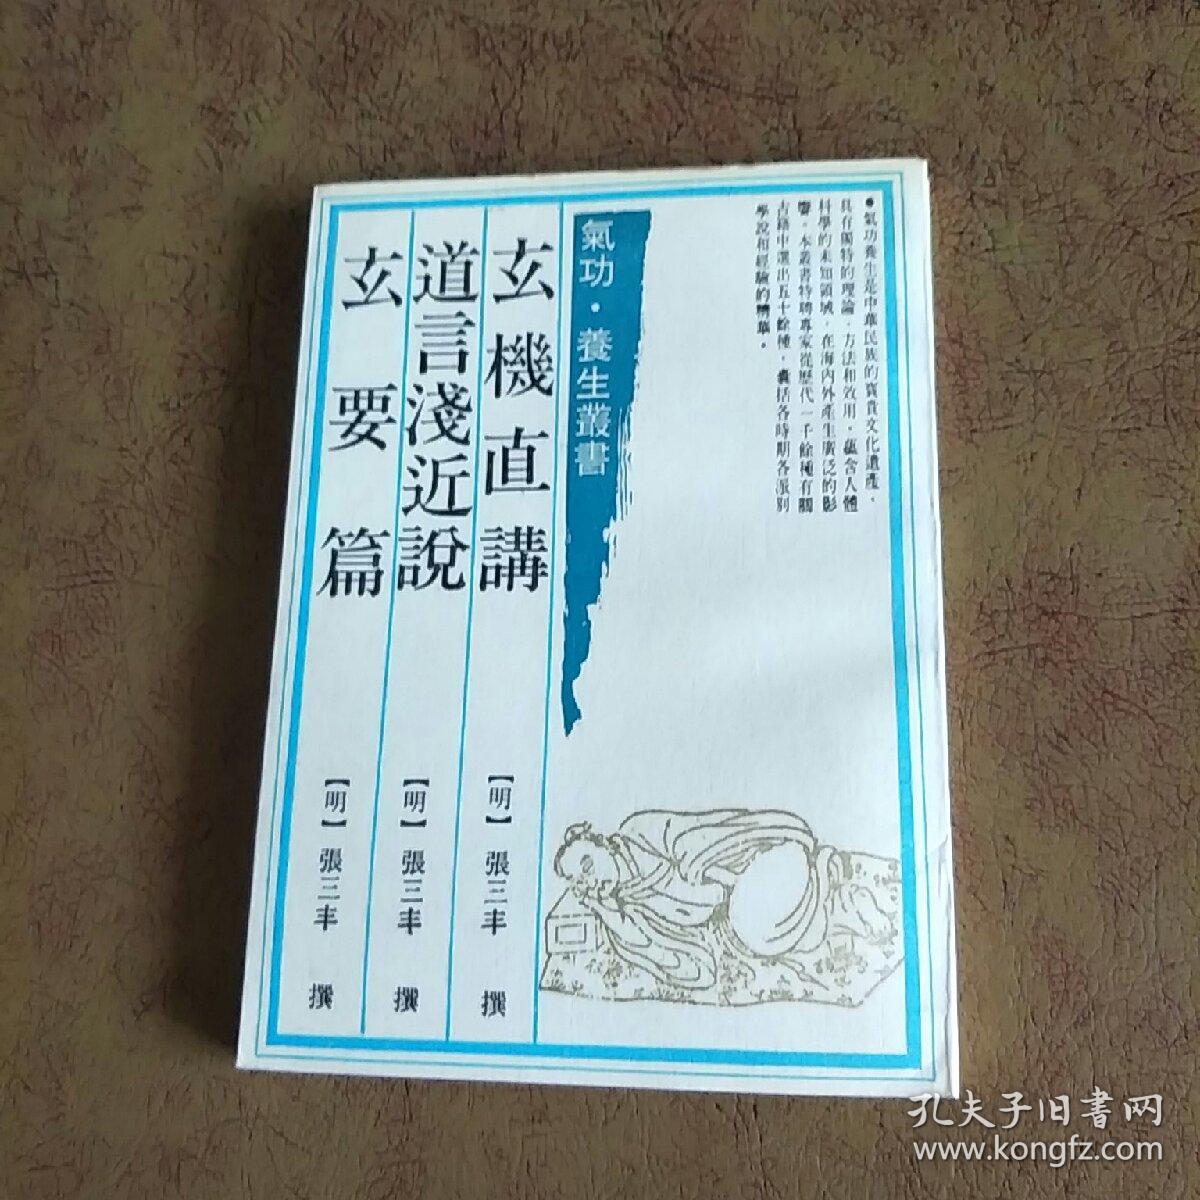 ●氣功養生是中華民族的寶貴文化遺產，
具有獨特的理論、方法和效用，蘊含人體
科學的未知領域，在海內外產生廣泛的影
響。本叢書特聘專家從歷代一千餘種有關
古籍中選出五十餘種，囊括各時期各派別
學說和經驗的精華。
氣功·養生叢書
玄機直講
【明】張三丰 撰
道言淺近說
【明】張三丰 撰
玄要篇
【明】張三丰 撰
孔夫子旧書网
www.kongfz.com